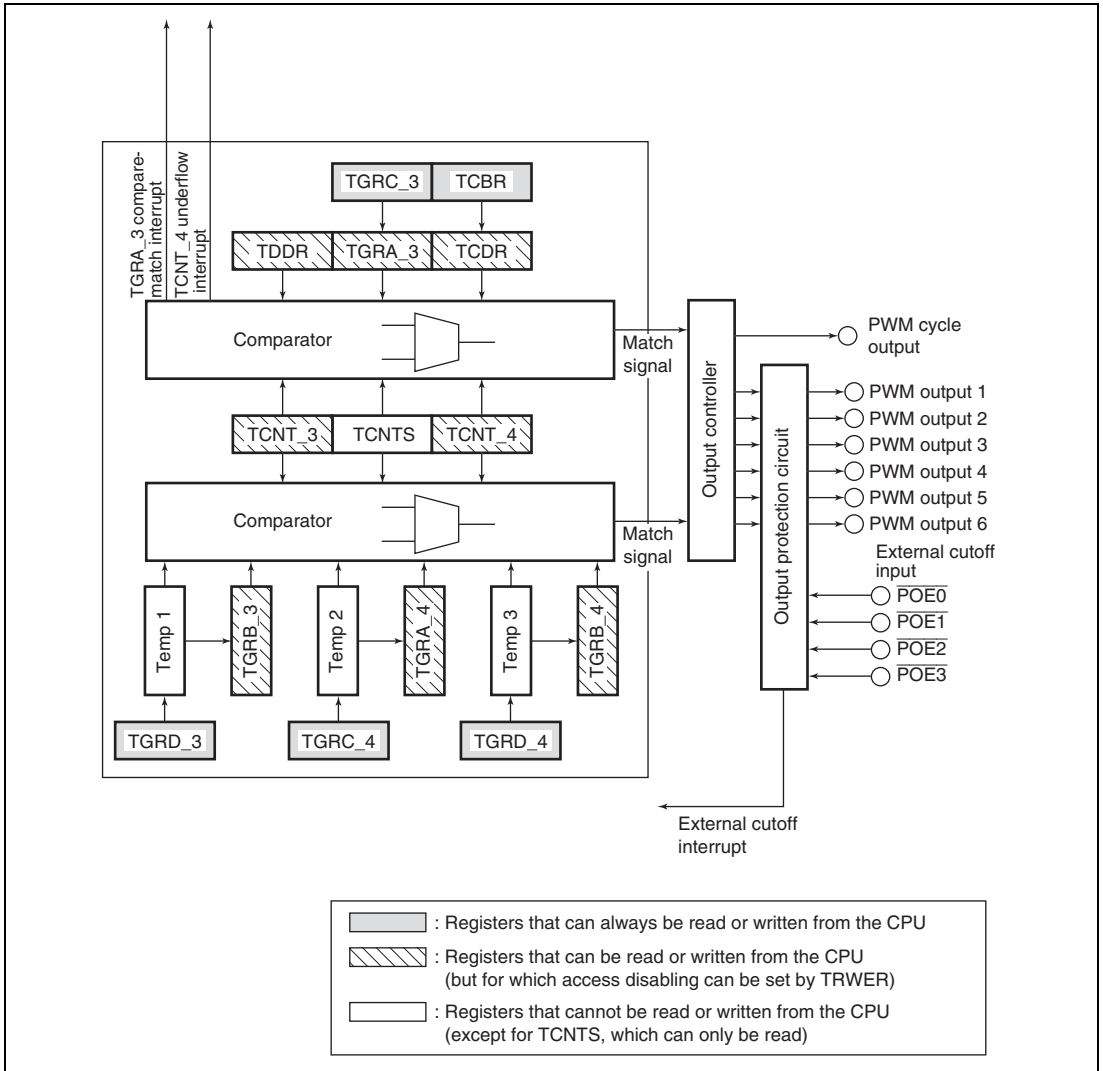 TGRA_3 compare-
match interrupt
TCNT_4 underflow
interrupt
TGRC_3
TCBR
TDDR
TGRA_3
TCDR
Comparator
Match
signal
TCNT_3
TCNTS
TCNT_4
Comparator
Match
signal
Temp 1
TGRB_3
Temp 2
TGRA_4
Temp 3
TGRB_4
TGRD_3
TGRC_4
TGRD_4
Output controller
Output protection circuit
PWM cycle
output
PWM output 1
PWM output 2
PWM output 3
PWM output 4
PWM output 5
PWM output 6
External cutoff
input
POE0
POE1
POE2
POE3
External cutoff
interrupt
: Registers that can always be read or written from the CPU
: Registers that can be read or written from the CPU
(but for which access disabling can be set by TRWER)
: Registers that cannot be read or written from the CPU
(except for TCNTS, which can only be read)